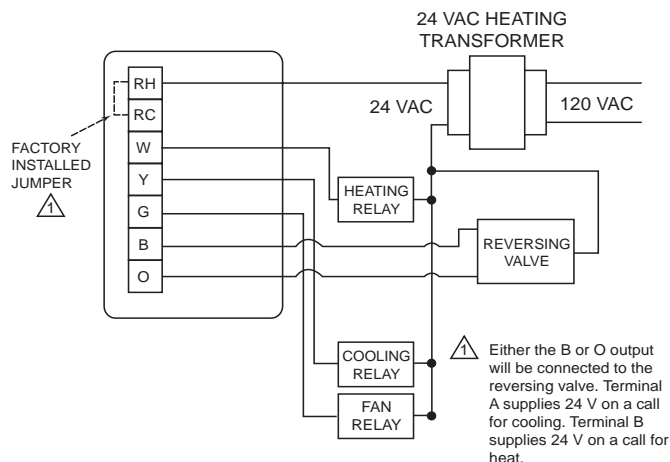 24 VAC HEATING
TRANSFORMER
24 VAC
120 VAC
RH
RC
W
Y
G
B
O
FACTORY
INSTALLED
JUMPER
1
HEATING
RELAY
REVERSING
VALVE
COOLING
RELAY
FAN
RELAY
1
Either the B or O output
will be connected to the
reversing valve. Terminal
A supplies 24 V on a call
for cooling. Terminal B
supplies 24 V on a call for
heat.